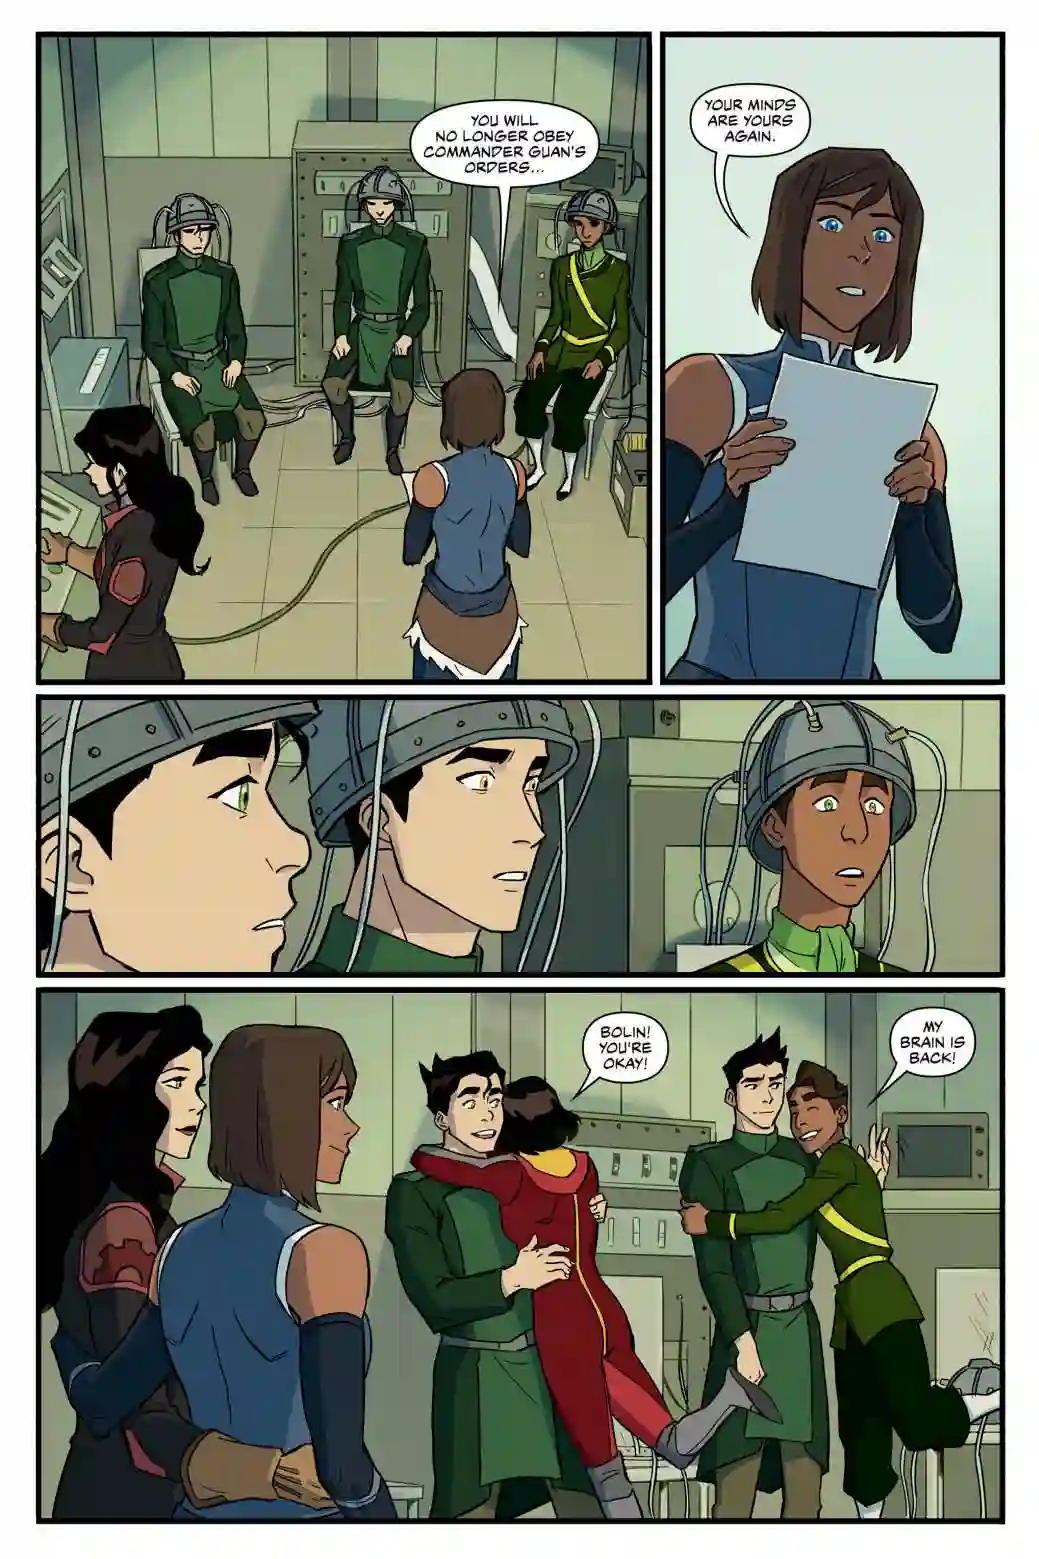 YOU WILL
NO LONGER OBEY
COMMANDER GUAN'S
ORDERS...
YOUR MINDS
ARE YOURS
AGAIN.
BOLIN!
YOU'RE
OKAY!
MY
BRAIN IS
BACK!